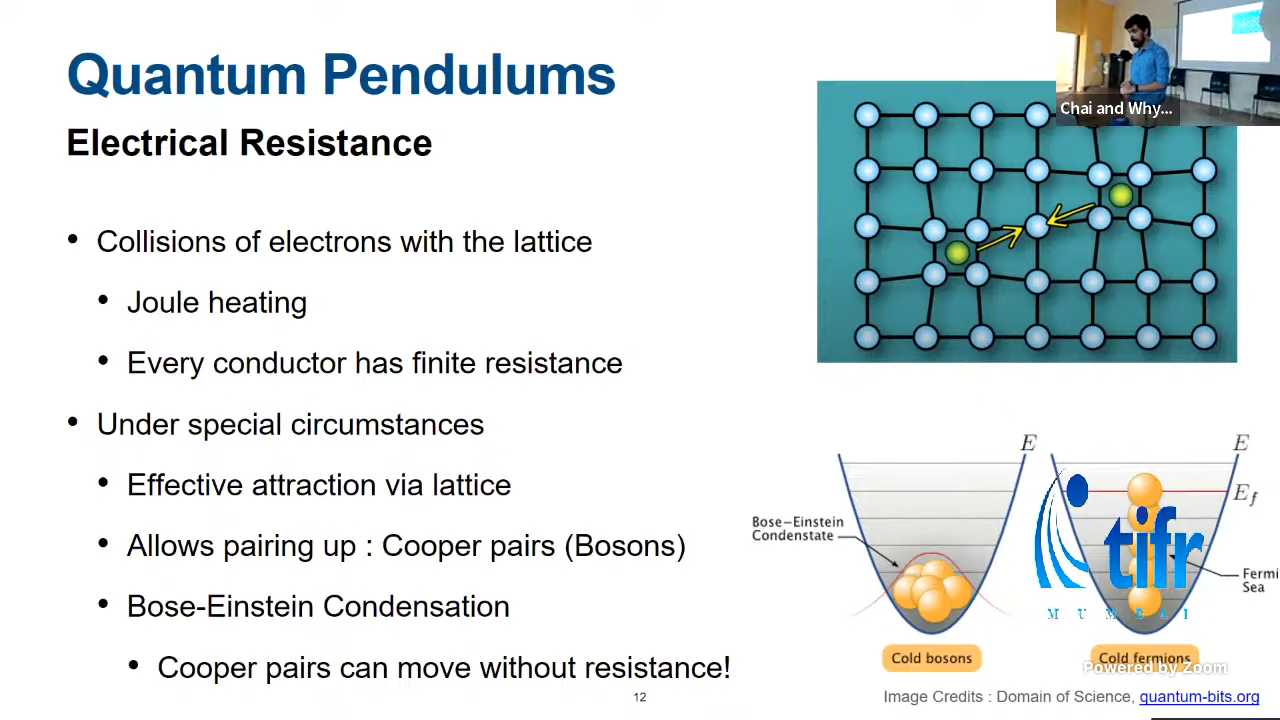 Quantum Pendulums
Electrical Resistance
• Collisions of electrons with the lattice
• Joule heating
• Every conductor has finite resistance
• Under special circumstances
• Effective attraction via lattice
• Allows pairing up : Cooper pairs (Bosons)
• Bose-Einstein Condensation
• Cooper pairs can move without resistance!
Chai and Why...
E
Bose–Einstein
Condenstate
Cold bosons
E
Ef
Fermi
Sea
Cold fermions
tifr
MUMBAI
Powered by Zoom
12
Image Credits : Domain of Science, quantum-bits.org